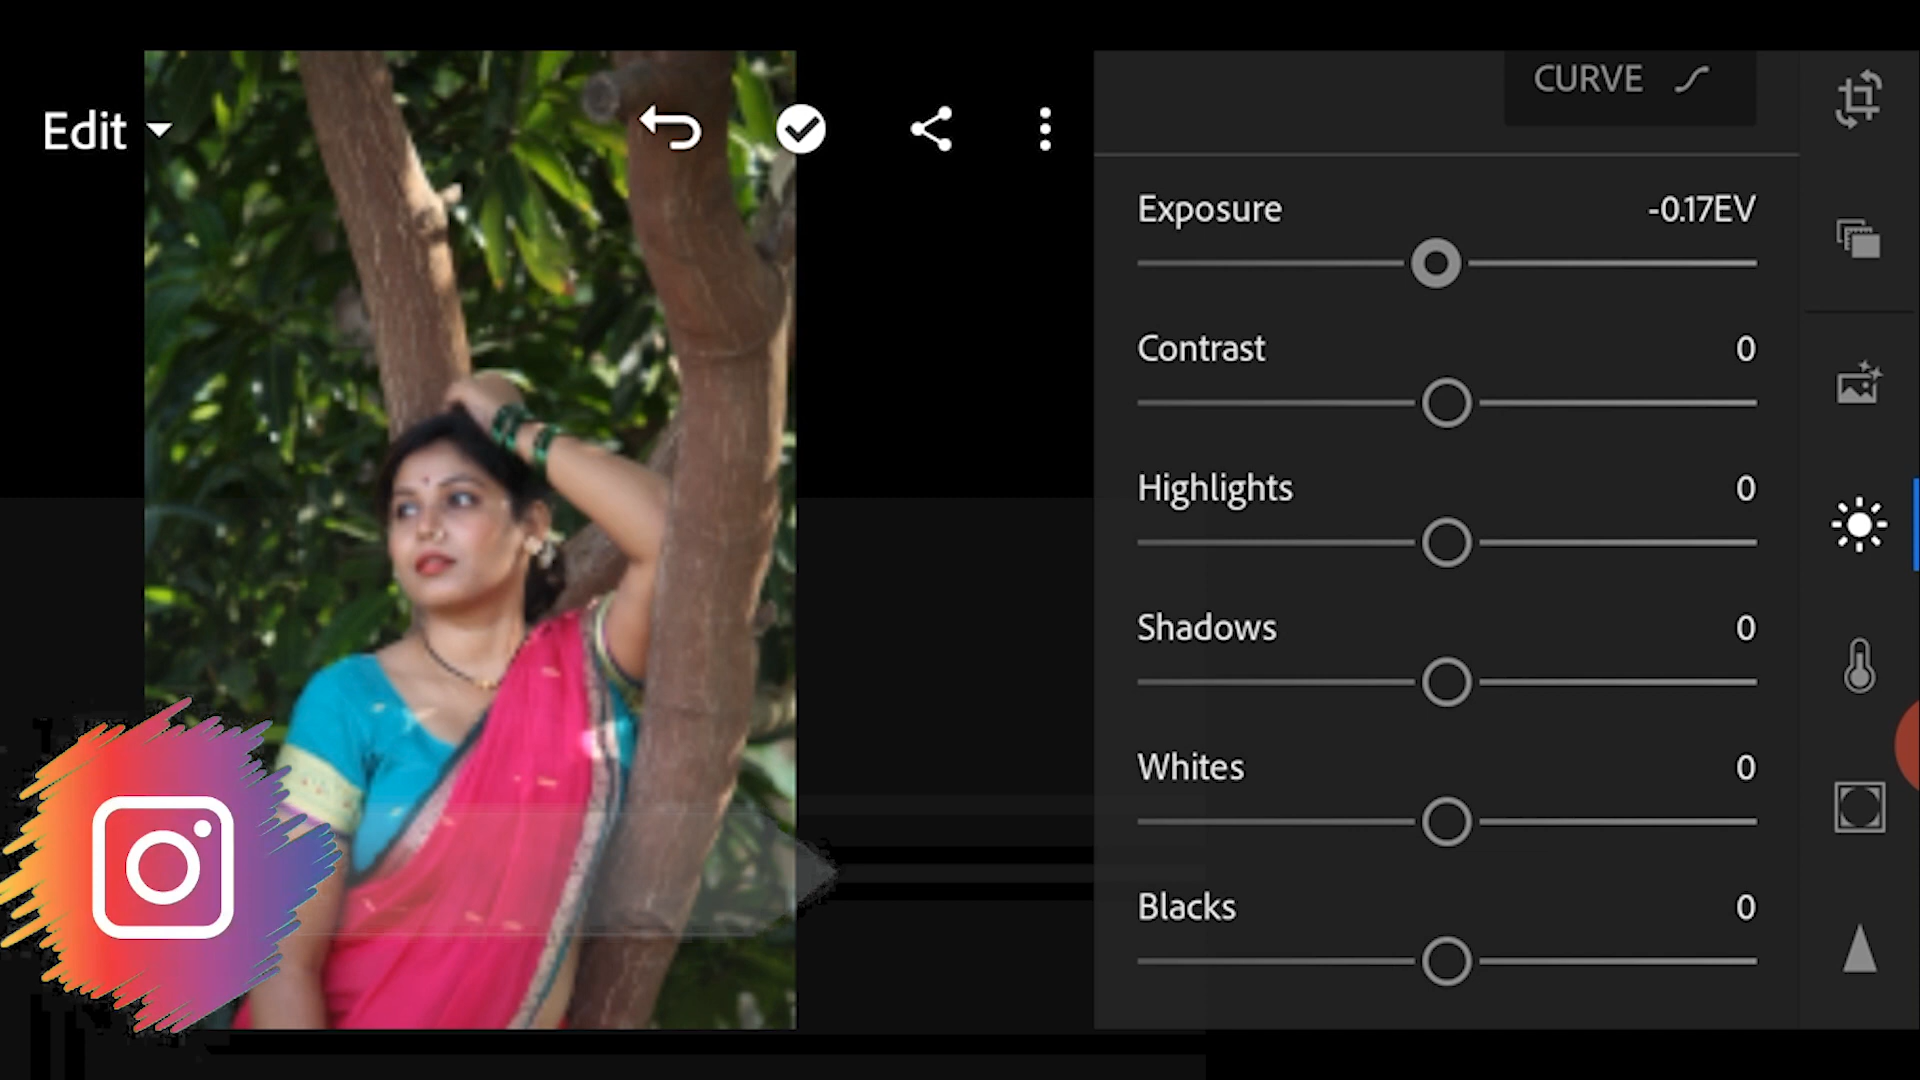 Edit
CURVE
Exposure -0.17EV
Contrast 0
Highlights 0
Shadows 0
Whites 0
Blacks 0